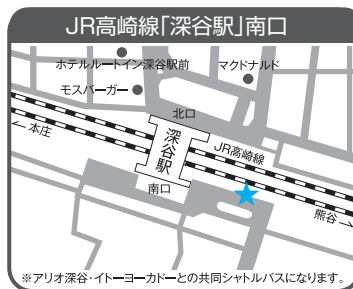 JR高崎線「深谷駅」南口
ホテルルートイン深谷駅前
マクドナルド
モスバーガー
北口
JR高崎線
深谷駅
←本庄
南口
熊谷→
※アリオ深谷・イトーヨーカドーとの共同シャトルバスになります。